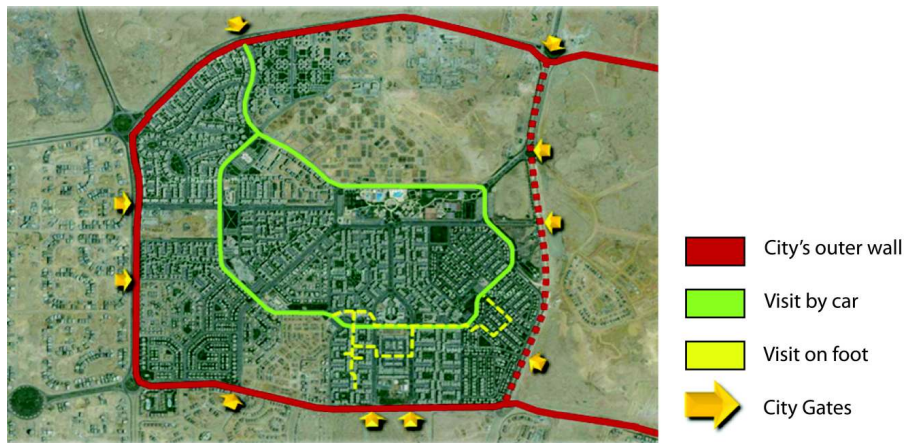 City’s outer wall
Visit by car
Visit on foot
City Gates